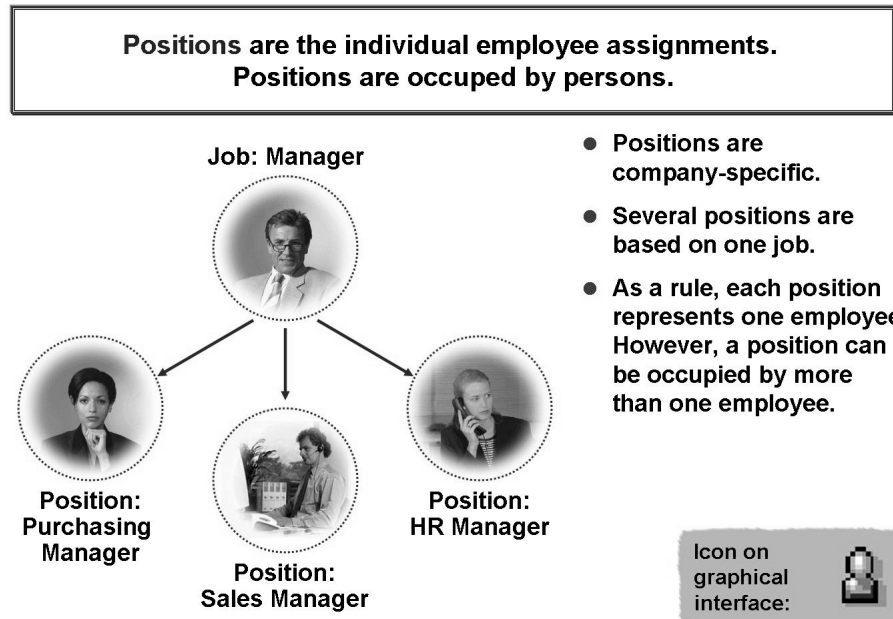 Positions are the individual employee assignments.
Positions are occuped by persons.
Job: Manager
Position:
Purchasing
Manager
Position:
Sales Manager
Position:
HR Manager
Positions are
company-specific.
Several positions are
based on one job.
As a rule, each position
represents one employee
However, a position can
be occupied by more
than one employee.
Icon on
graphical
interface: